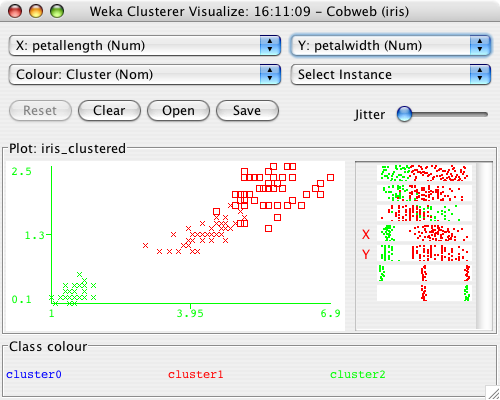 Weka Clusterer Visualize: 16:11:09 – Cobweb (iris)
X: petallength (Num) Y: petalwidth (Num)
Colour: Cluster (Nom) Select Instance
Reset Clear Open Save Jitter
Plot: iris_clustered
2.5
1.3
0.1
1 3.95 6.9
X
Y
Class colour
cluster0 cluster1 cluster2